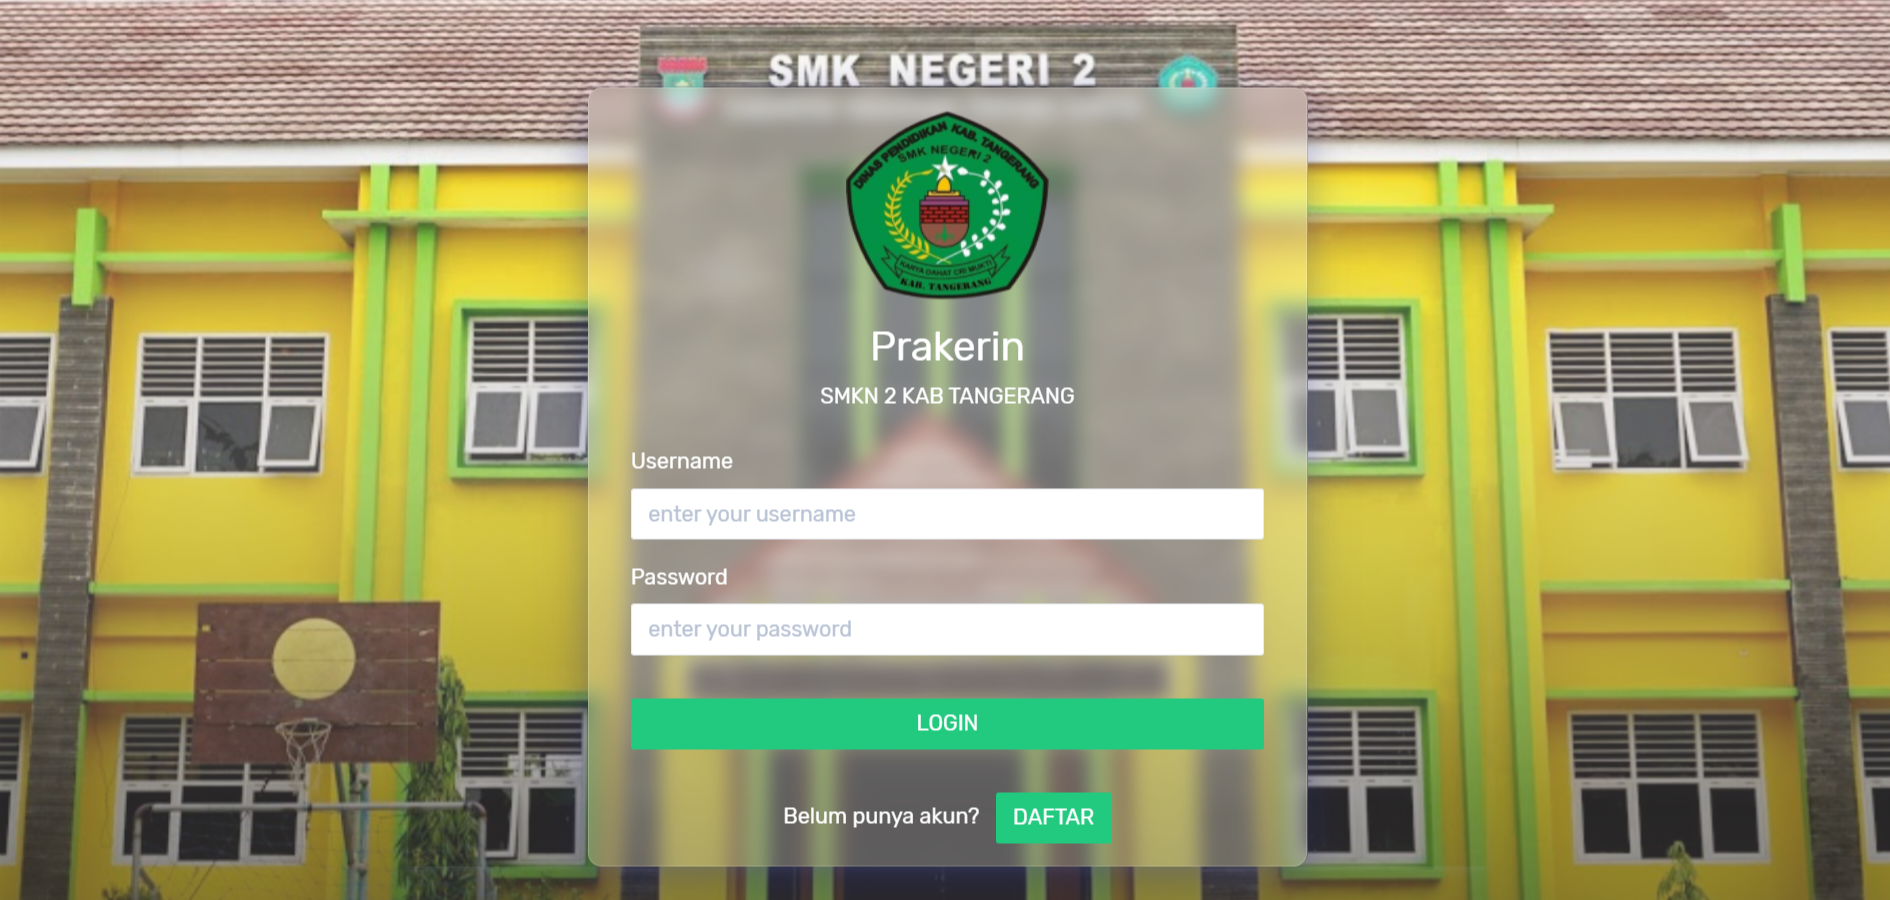 SMK NEGERI 2
DINAS PENDIDIKAN KAB. TANGERANG
SMK NEGERI 2
KARYA DAHAT CRI MUKTI
KAB. TANGERANG
Prakerin
SMKN 2 KAB TANGERANG
Username
enter your username
Password
enter your password
LOGIN
Belum punya akun? DAFTAR